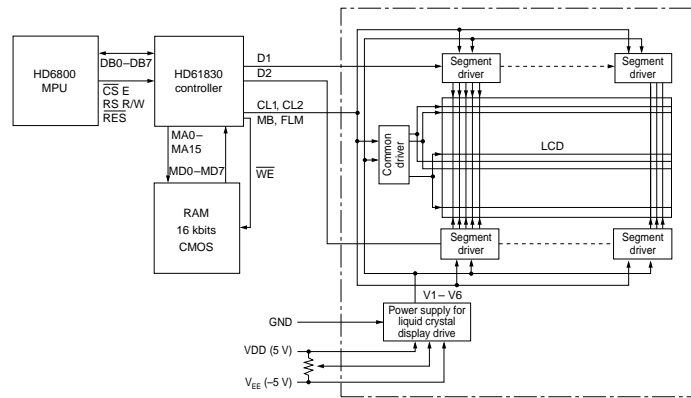 HD6800
MPU
DB0–DB7
CS E
RS R/W
RES
HD61830
controller
D1
D2
CL1, CL2
MB, FLM
MA0–
MA15
MD0–MD7
WE
RAM
16 kbits
CMOS
Segment
driver
Segment
driver
Common
driver
LCD
Segment
driver
Segment
driver
V1– V6
Power supply for
liquid crystal
display drive
GND
VDD (5 V)
VEE (–5 V)